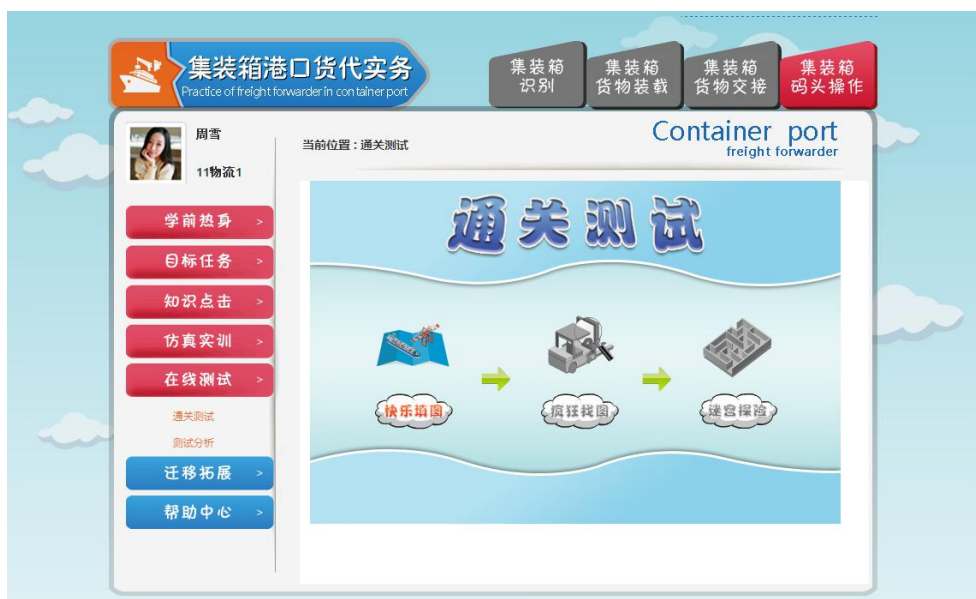 集装箱港口货代实务
Practice of freight forwarder in container port
集装箱
识别
集装箱
货物装载
集装箱
货物交接
集装箱
码头操作
周雪
11物流1
当前位置：通关测试
Container port
freight forwarder
学前热身 >
目标任务 >
知识点击 >
仿真实训 >
在线测试 >
通关测试
测试分析
迁移拓展 >
帮助中心 >
通关测试
快乐填图
疯狂找图
迷宫探险